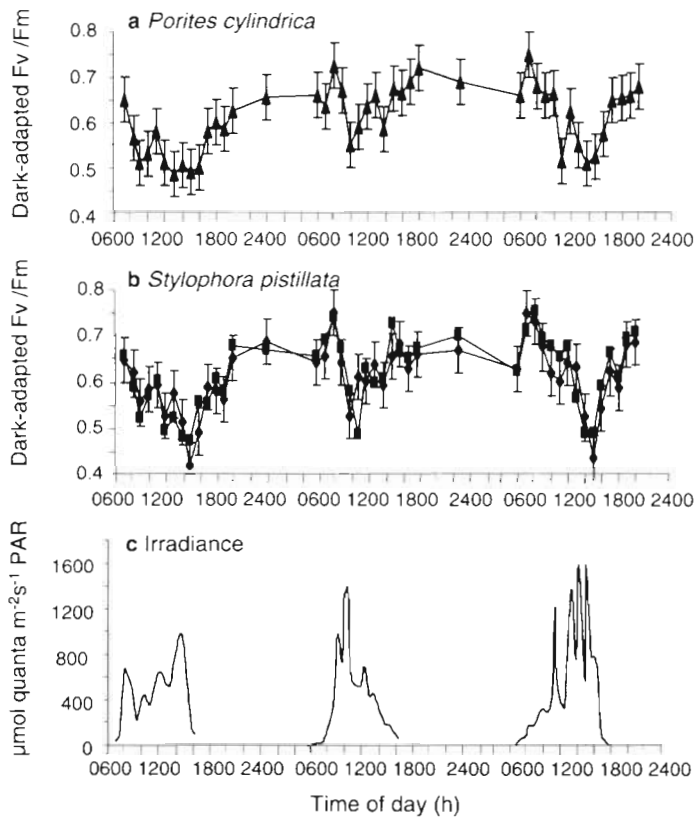 a Porites cylindrica
Dark-adapted Fv /Fm
0.8
0.7
0.6
0.5
0.4
0600 1200 1800 2400 0600 1200 1800 2400 0600 1200 1800 2400
b Stylophora pistillata
Dark-adapted Fv /Fm
0.8
0.7
0.6
0.5
0.4
0600 1200 1800 2400 0600 1200 1800 2400 0600 1200 1800 2400
c Irradiance
µmol quanta m-2s-1 PAR
1600
1200
800
400
0
0600 1200 1800 2400 0600 1200 1800 2400 0600 1200 1800 2400
Time of day (h)